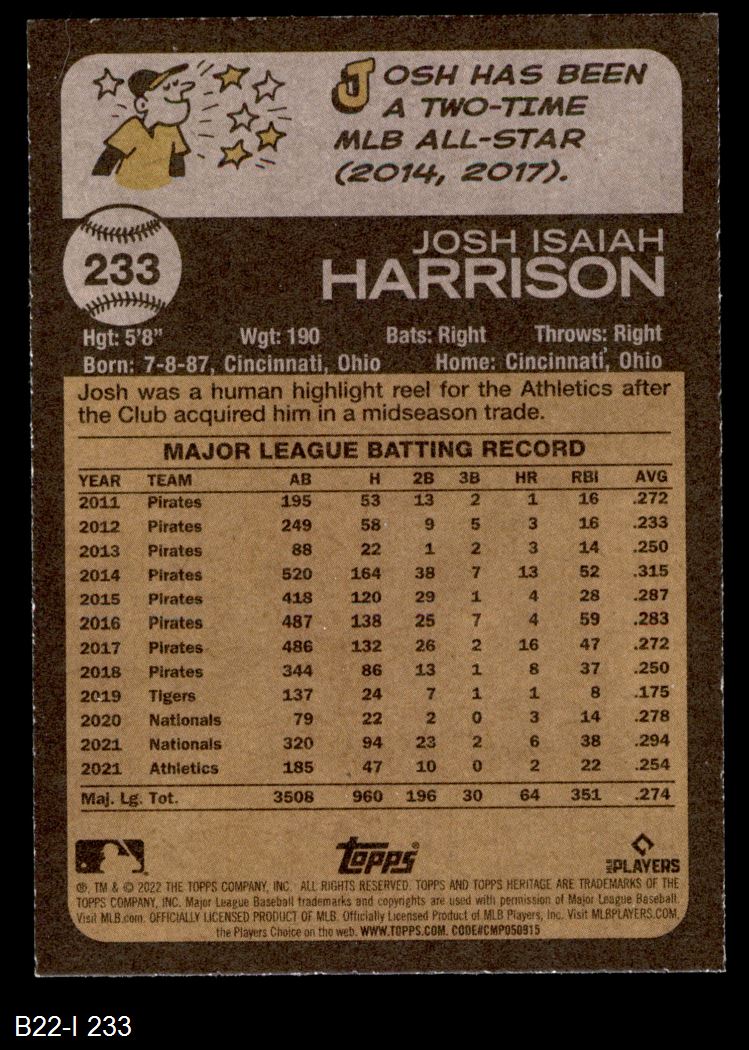 JOSH HAS BEEN
A TWO-TIME
MLB ALL-STAR
(2014, 2017).
233
JOSH ISAIAH
HARRISON
Hgt: 5'8" Wgt: 190 Bats: Right Throws: Right
Born: 7-8-87, Cincinnati, Ohio Home: Cincinnati, Ohio
Josh was a human highlight reel for the Athletics after
the Club acquired him in a midseason trade.
MAJOR LEAGUE BATTING RECORD
YEAR TEAM AB H 2B 3B HR RBI AVG
2011 Pirates 195 53 13 2 1 16 .272
2012 Pirates 249 58 9 5 3 16 .233
2013 Pirates 88 22 1 2 3 14 .250
2014 Pirates 520 164 38 7 13 52 .315
2015 Pirates 418 120 29 1 4 28 .287
2016 Pirates 487 138 25 7 4 59 .283
2017 Pirates 486 132 26 2 16 47 .272
2018 Pirates 344 86 13 1 8 37 .250
2019 Tigers 137 24 7 1 1 8 .175
2020 Nationals 79 22 2 0 3 14 .278
2021 Nationals 320 94 23 2 6 38 .294
2021 Athletics 185 47 10 0 2 22 .254
Maj. Lg. Tot. 3508 960 196 30 64 351 .274
topps®
MLB PLAYERS
®, TM & © 2022 THE TOPPS COMPANY, INC. ALL RIGHTS RESERVED. TOPPS AND TOPPS HERITAGE ARE TRADEMARKS OF THE
TOPPS COMPANY, INC. Major League Baseball trademarks and copyrights are used with permission of Major League Baseball.
Visit MLB.com. OFFICIALLY LICENSED PRODUCT OF MLB. Officially Licensed Product of MLB Players, Inc. Visit MLBPLAYERS.COM,
the Players Choice on the web. WWW.TOPPS.COM. CODE#CMP050915
B22-I 233